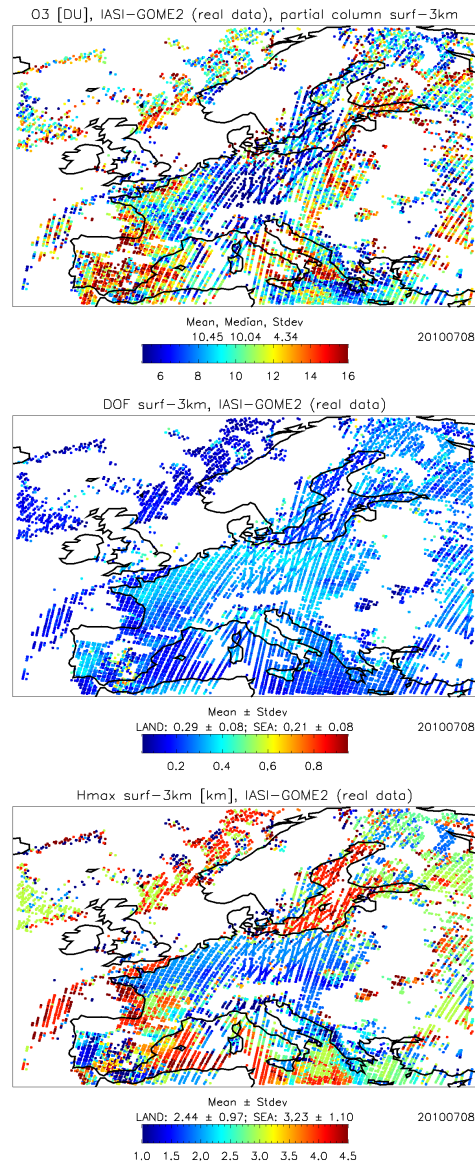 O3 [DU], IASI-GOME2 (real data), partial column surf-3km
Mean, Median, Stdev
10.45 10.04 4.34
20100708
6 8 10 12 14 16
DOF surf-3km, IASI-GOME2 (real data)
Mean ± Stdev
LAND: 0.29 ± 0.08; SEA: 0.21 ± 0.08
20100708
0.2 0.4 0.6 0.8
Hmax surf-3km [km], IASI-GOME2 (real data)
Mean ± Stdev
LAND: 2.44 ± 0.97; SEA: 3.23 ± 1.10
20100708
1.0 1.5 2.0 2.5 3.0 3.5 4.0 4.5